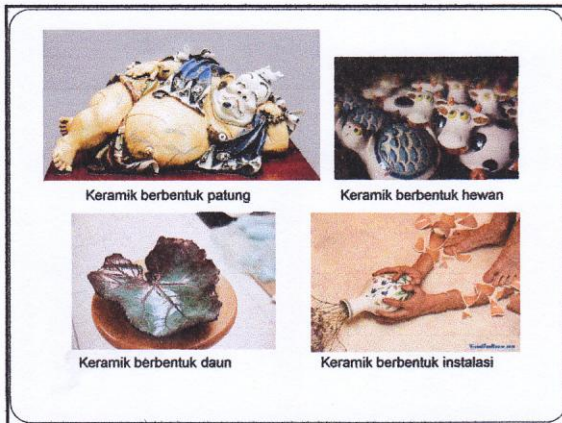 Keramik berbentuk patung
Keramik berbentuk hewan
Keramik berbentuk daun
Keramik berbentuk instalasi